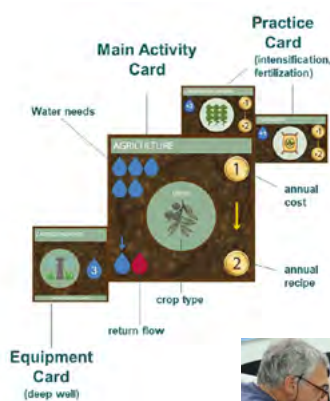 Practice
Card
(intensification,
fertilization)
Main Activity
Card
Water needs
AGRICULTURE
1
annual
cost
2
annual
recipe
3
crop type
return flow
Equipment
Card
(deep well)